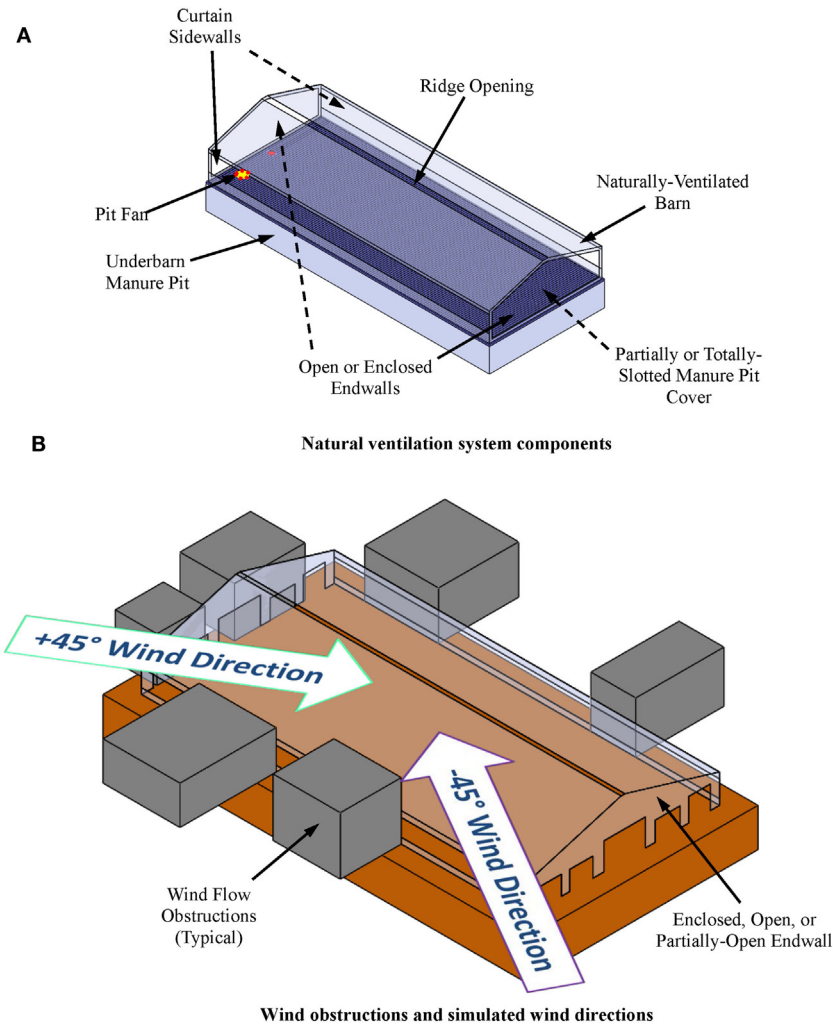 A
Curtain
Sidewalls
Ridge Opening
Naturally-Ventilated
Barn
Pit Fan
Underbarn
Manure Pit
Open or Enclosed
Endwalls
Partially or Totally-
Slotted Manure Pit
Cover
Natural ventilation system components
B
+45° Wind Direction
-45° Wind Direction
Wind Flow
Obstructions
(Typical)
Enclosed, Open, or
Partially-Open Endwall
Wind obstructions and simulated wind directions